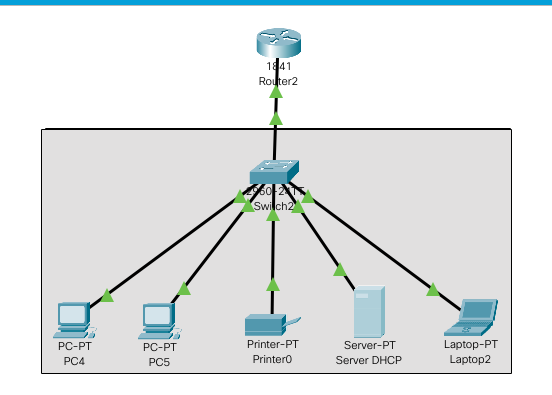 1841
Router2
2960-24TT
Switch2
PC-PT
PC4
PC-PT
PC5
Printer-PT
Printer0
Server-PT
Server DHCP
Laptop-PT
Laptop2